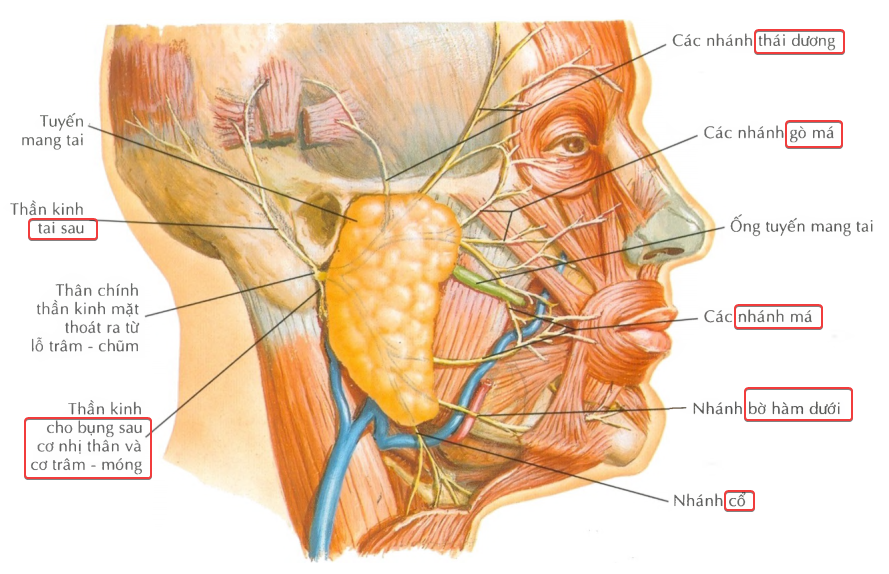 Các nhánh thái dương
Tuyến
mang tai
Các nhánh gò má
Thần kinh
tai sau
Ống tuyến mang tai
Thân chính
thần kinh mặt
thoát ra từ
lỗ trâm - chũm
Các nhánh má
Thần kinh
cho bụng sau
cơ nhị thân và
cơ trâm - móng
Nhánh bờ hàm dưới
Nhánh cổ